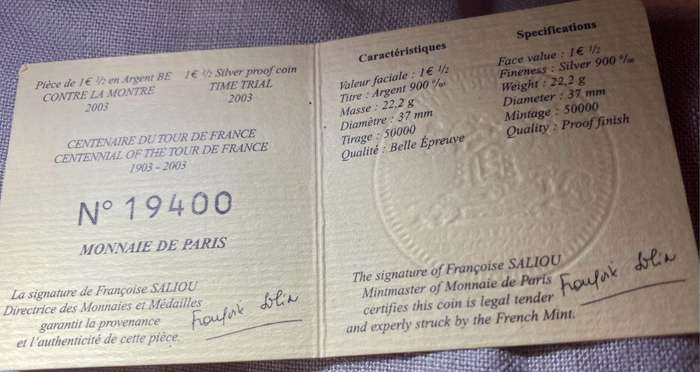 Pièce de 1€ ½ en Argent BE
CONTRE LA MONTRE
2003
1€ ½ Silver proof coin
TIME TRIAL
2003
CENTENAIRE DU TOUR DE FRANCE
CENTENNIAL OF THE TOUR DE FRANCE
1903 - 2003
N° 19400
MONNAIE DE PARIS
La signature de Françoise SALIOU
Directrice des Monnaies et Médailles
garantit la provenance
et l'authenticité de cette pièce.
Caractéristiques
Valeur faciale : 1€ ½
Titre : Argent 900 °/°°
Masse : 22,2 g
Diamètre : 37 mm
Tirage : 50000
Qualité : Belle Épreuve
Specifications
Face value : 1€ ½
Fineness : Silver 900 °/°°
Weight : 22,2 g
Diameter : 37 mm
Mintage : 50000
Quality : Proof finish
The signature of Françoise SALIOU
Mintmaster of Monnaie de Paris
certifies this coin is legal tender
and experly struck by the French Mint.